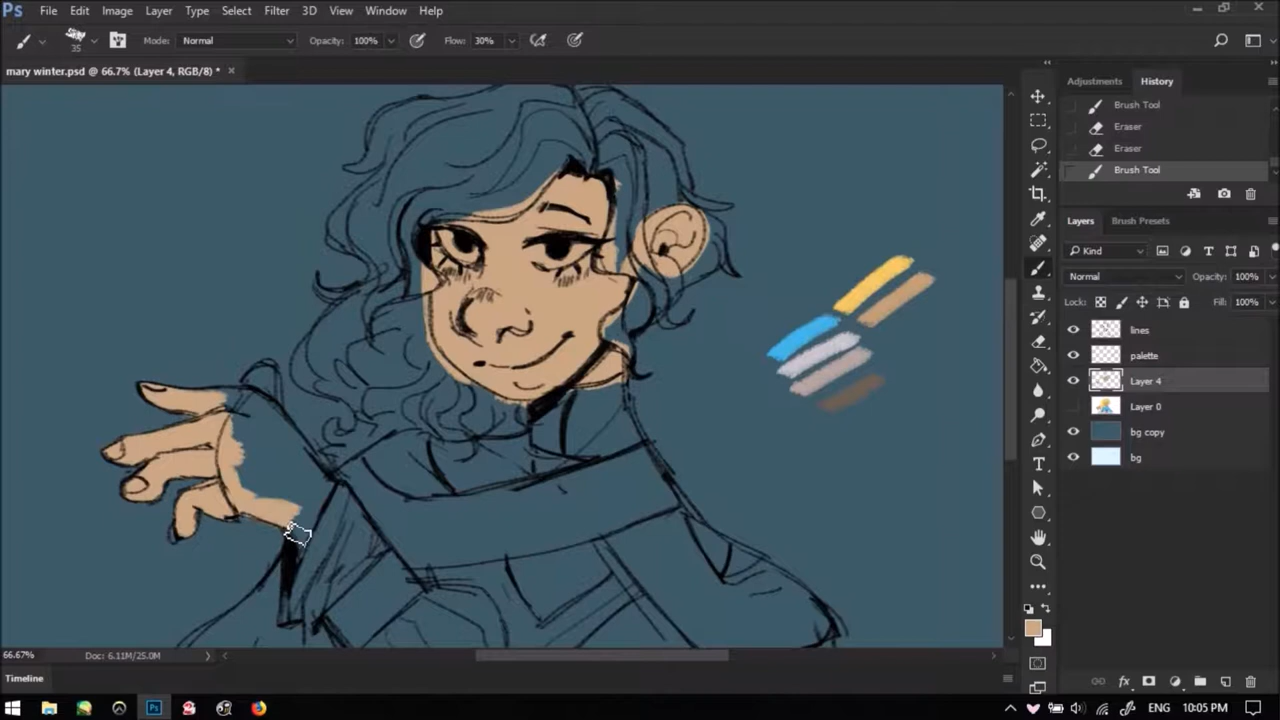 Ps File Edit Image Layer Type Select Filter 3D View Window Help
35 Mode: Normal Opacity: 100% Flow: 30%
mary winter.psd @ 66.7% (Layer 4, RGB/8) * ×
Adjustments History
Brush Tool
Eraser
Eraser
Brush Tool
Layers Brush Presets
Kind
Normal Opacity: 100%
Lock: Fill: 100%
lines
palette
Layer 4
Layer 0
bg copy
bg
66.67% Doc: 6.11M/25.0M
Timeline
fx
Ps ENG 10:05 PM